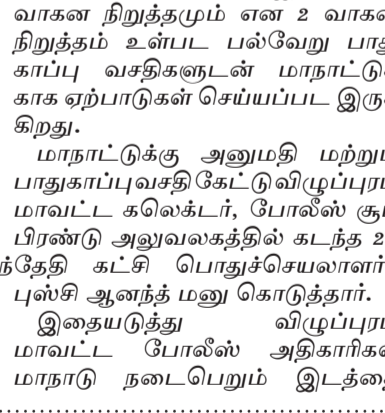 வாகன நிறுத்தமும் என 2 வாகன
நிறுத்தம் உள்பட பல்வேறு பாது
காப்பு வசதிகளுடன் மாநாட்டு
காக ஏற்பாடுகள் செய்யப்பட இருக்
கிறது.
மாநாட்டுக்கு அனுமதி மற்றும்
பாதுகாப்பு வசதி கேட்டு விழுப்புரம்
மாவட்ட கலெக்டர், போலீஸ் சூப்
பிரண்டு அலுவலகத்தில் கடந்த 2
ந்தேதி கட்சி பொதுச்செயலாளர்
புஸ்சி ஆனந்த் மனு கொடுத்தார்.
இதையடுத்து விழுப்புரம்
மாவட்ட போலீஸ் அதிகாரிகள்
மாநாடு நடைபெறும் இடத்தை